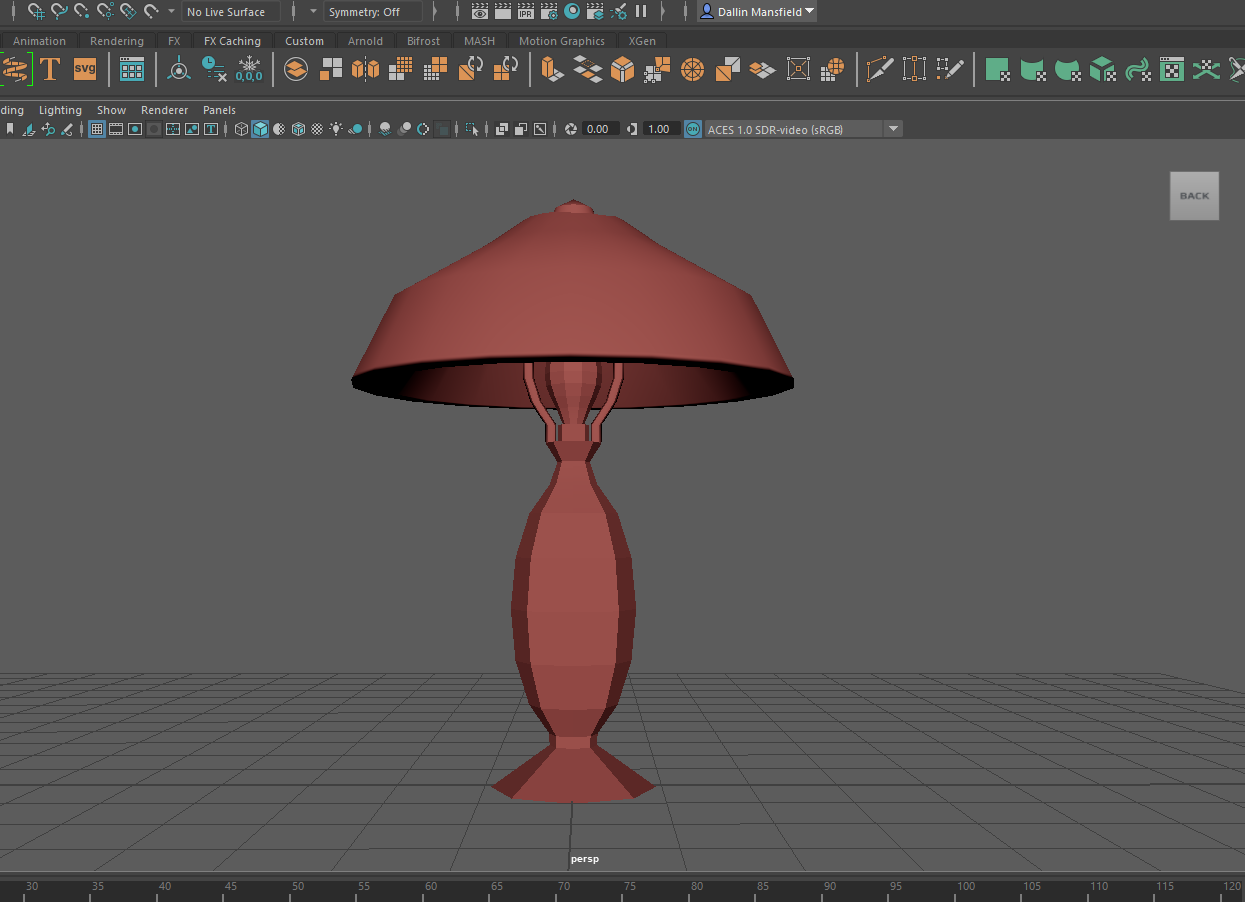 No Live Surface Symmetry: Off IPR Dallin Mansfield
Animation Rendering FX FX Caching Custom Arnold Bifrost MASH Motion Graphics XGen
T svg 0,0,0
ding Lighting Show Renderer Panels
T 0.00 1.00 ON ACES 1.0 SDR-video (sRGB)
BACK
persp
30 35 40 45 50 55 60 65 70 75 80 85 90 95 100 105 110 115 120